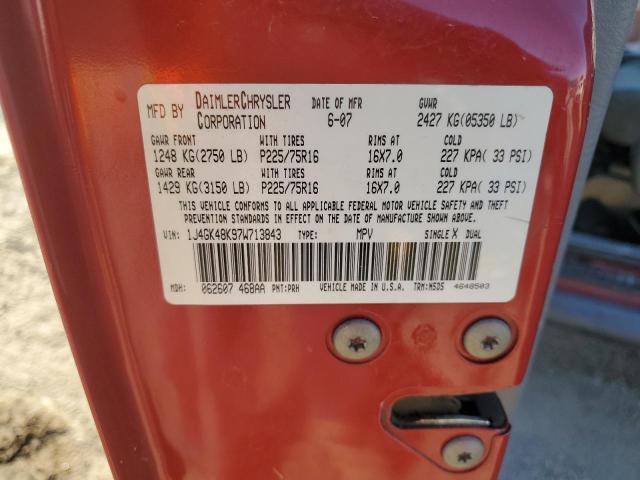 MFD BY DAIMLERCHRYSLER CORPORATION DATE OF MFR 6-07 GVWR 2427 KG(05350 LB)
GAWR FRONT WITH TIRES RIMS AT COLD
1248 KG(2750 LB) P225/75R16 16X7.0 227 KPA( 33 PSI)
GAWR REAR WITH TIRES RIMS AT COLD
1429 KG(3150 LB) P225/75R16 16X7.0 227 KPA( 33 PSI)
THIS VEHICLE CONFORMS TO ALL APPLICABLE FEDERAL MOTOR VEHICLE SAFETY AND THEFT
PREVENTION STANDARDS IN EFFECT ON THE DATE OF MANUFACTURE SHOWN ABOVE.
VIN: 1J4GK48K97W713843 TYPE: MPV SINGLE X DUAL
MDH: 062607 468AA PNT:PRH VEHICLE MADE IN U.S.A. TRM:N5D5 4648503